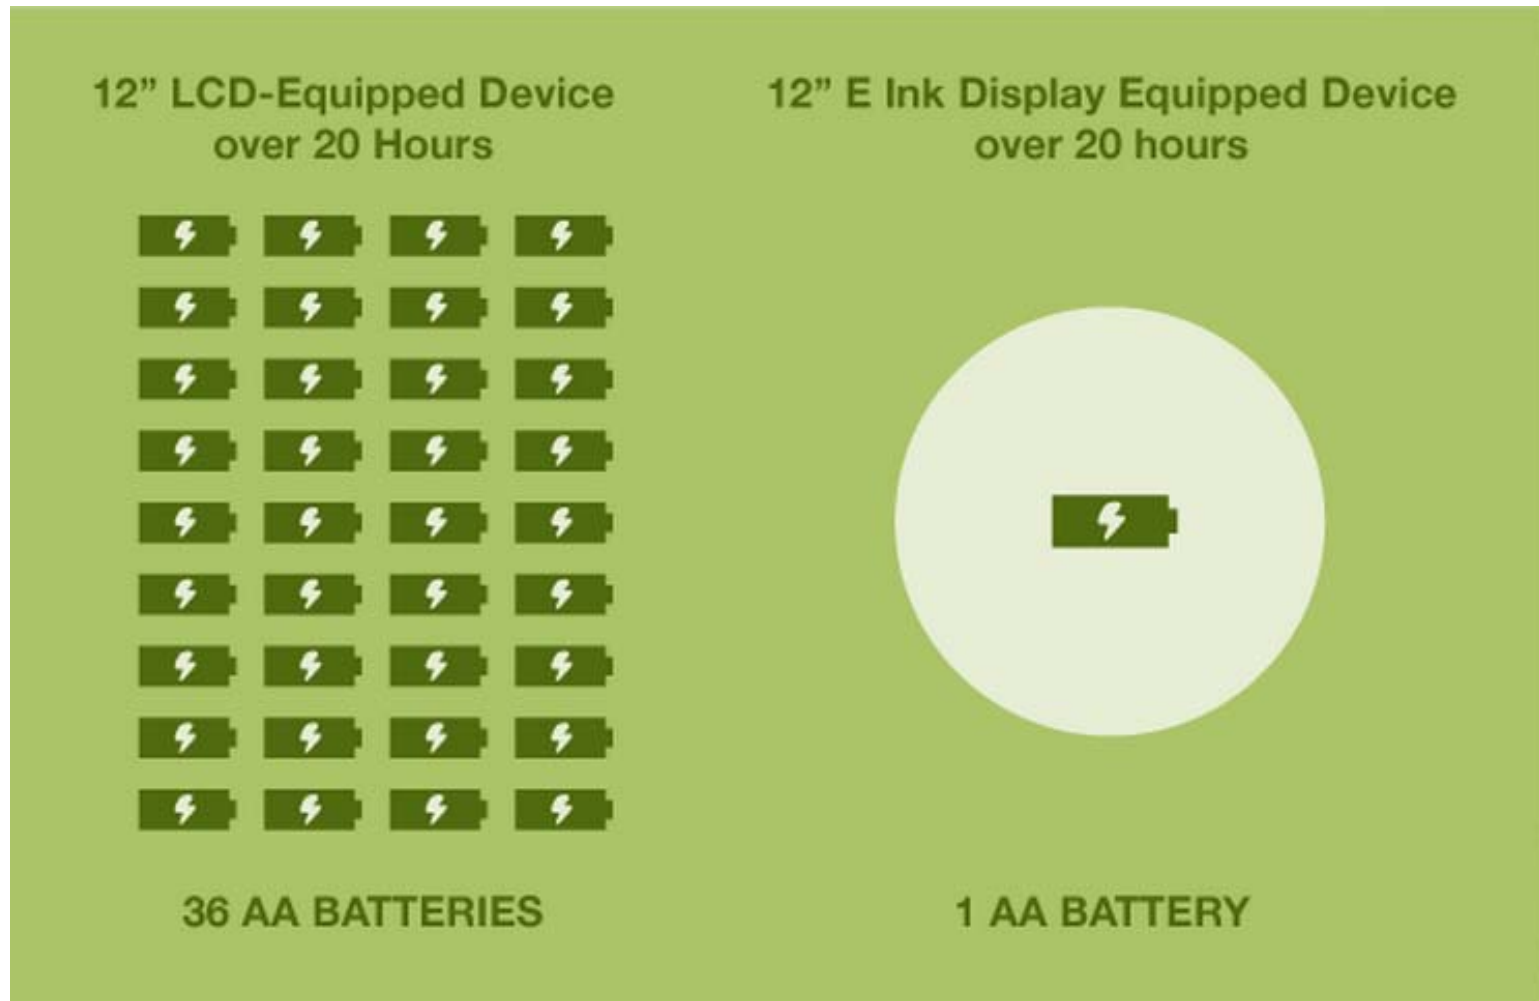 12” LCD-Equipped Device
over 20 Hours
36 AA BATTERIES
12” E Ink Display Equipped Device
over 20 hours
1 AA BATTERY